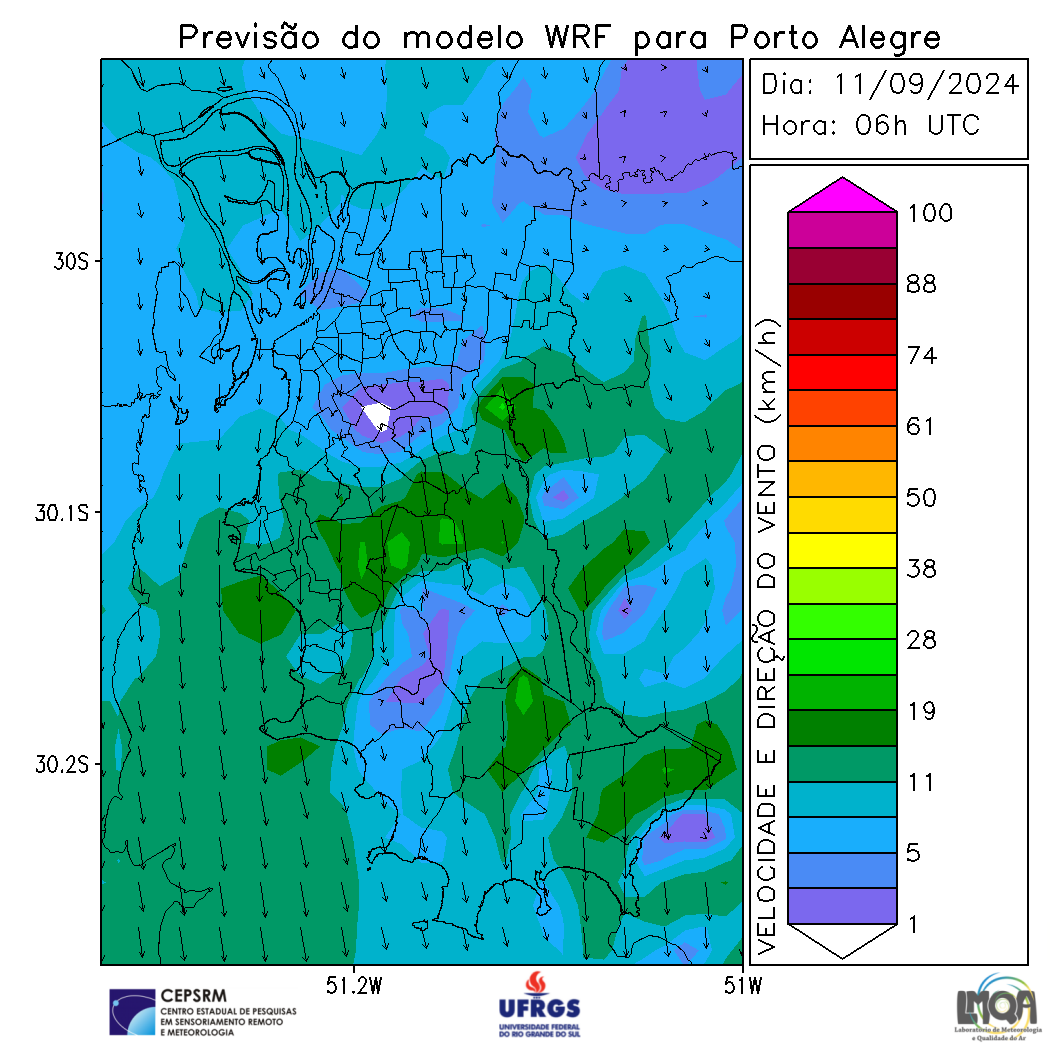 Previsão do modelo WRF para Porto Alegre
Dia: 11/09/2024
Hora: 06h UTC
30S
30.1S
30.2S
51.2W
51W
VELOCIDADE E DIREÇÃO DO VENTO (km/h)
100
88
74
61
50
38
28
19
11
5
1
CEPSRM
CENTRO ESTADUAL DE PESQUISAS
EM SENSORIAMENTO REMOTO
E METEOROLOGIA
UFRGS
UNIVERSIDADE FEDERAL
DO RIO GRANDE DO SUL
LMQA
Laboratório de Meteorologia
e Qualidade do Ar